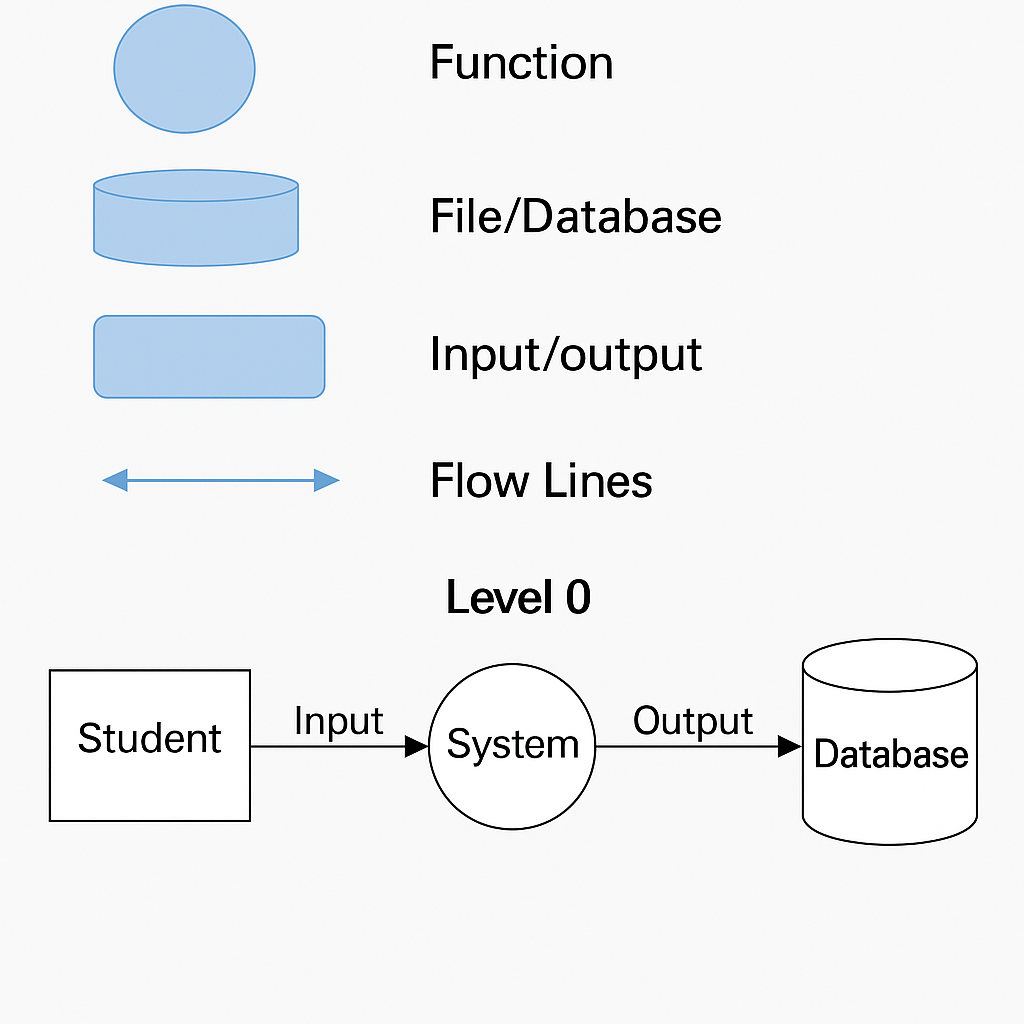 Function
File/Database
Input/output
Flow Lines
Level 0
Student
Input
System
Output
Database